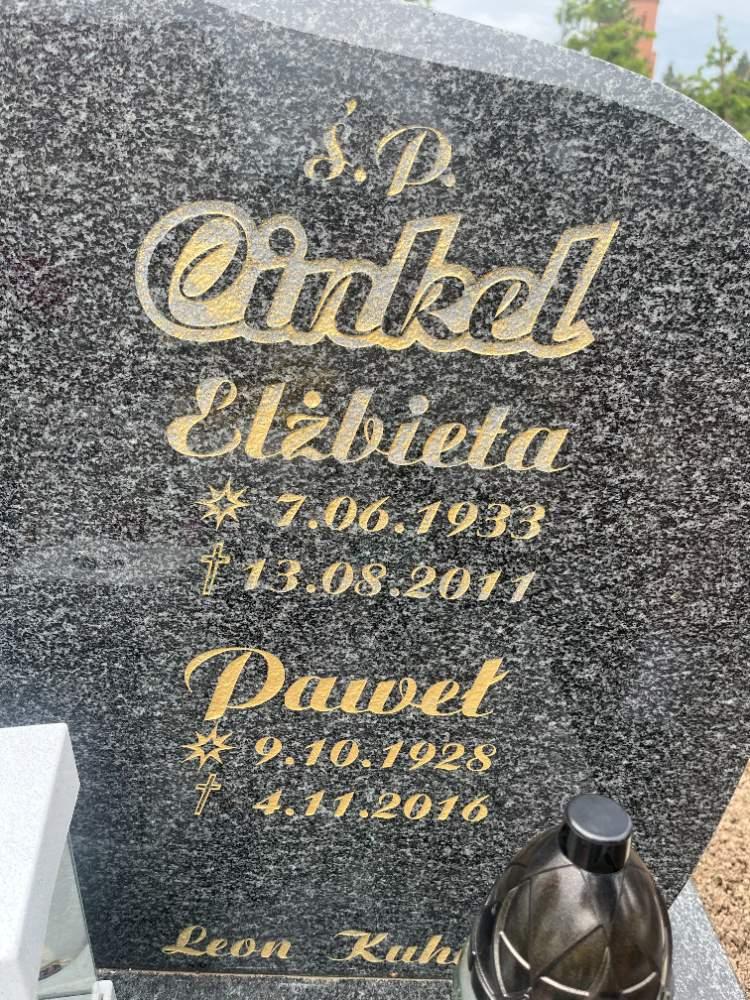 Ś.P.
Cinkel
Elżbieta
7.06.1933
13.08.2011
Paweł
9.10.1928
4.11.2016
Leon